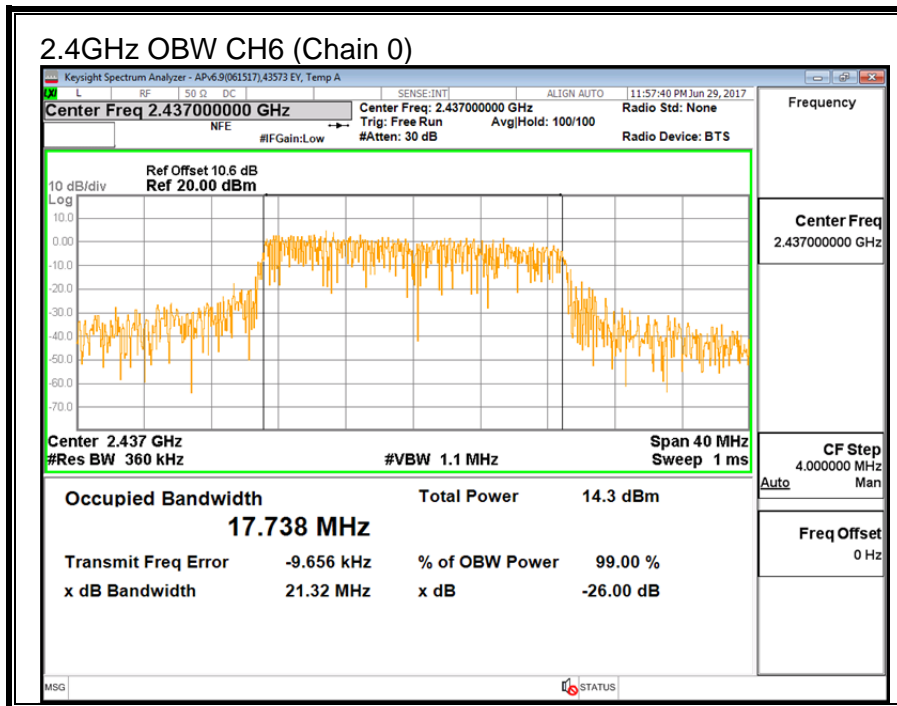 2.4GHz OBW CH6 (Chain 0)
Keysight Spectrum Analyzer - APv6.9(061517),43573 EY, Temp A
LXI L RF 50 Ω DC SENSE:INT ALIGN AUTO 11:57:40 PM Jun 29, 2017
Center Freq 2.437000000 GHz
Center Freq: 2.437000000 GHz
Radio Std: None
NFE
Trig: Free Run
Avg|Hold: 100/100
#IFGain:Low
#Atten: 30 dB
Radio Device: BTS
Ref Offset 10.6 dB
10 dB/div Ref 20.00 dBm
Log
10.0
0.00
-10.0
-20.0
-30.0
-40.0
-50.0
-60.0
-70.0
Center 2.437 GHz
Span 40 MHz
#Res BW 360 kHz
#VBW 1.1 MHz
Sweep 1 ms
Occupied Bandwidth
Total Power 14.3 dBm
17.738 MHz
Transmit Freq Error -9.656 kHz
% of OBW Power 99.00 %
x dB Bandwidth 21.32 MHz
x dB -26.00 dB
MSG
STATUS
Frequency
Center Freq
2.437000000 GHz
CF Step
4.000000 MHz
Auto Man
Freq Offset
0 Hz